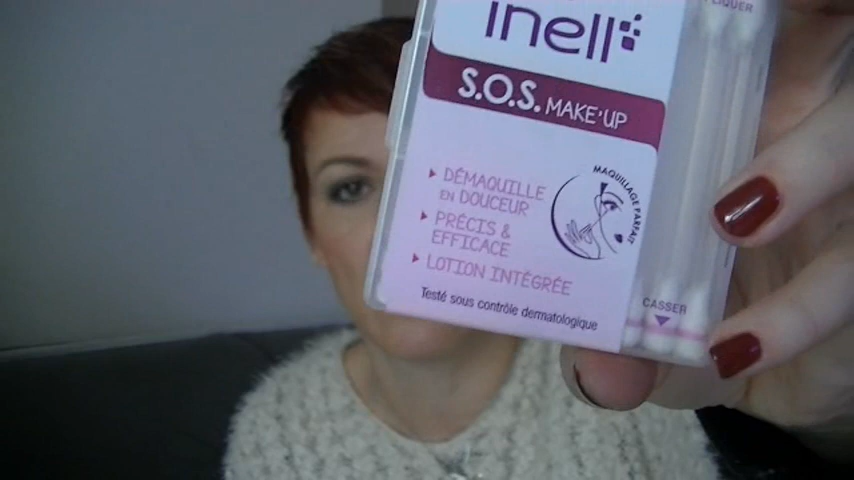 inell
S.O.S. MAKE'UP
DÉMAQUILLE
EN DOUCEUR
PRÉCIS &
EFFICACE
LOTION INTÉGRÉE
Testé sous contrôle dermatologique
MAQUILLAGE PARFAIT
CASSER